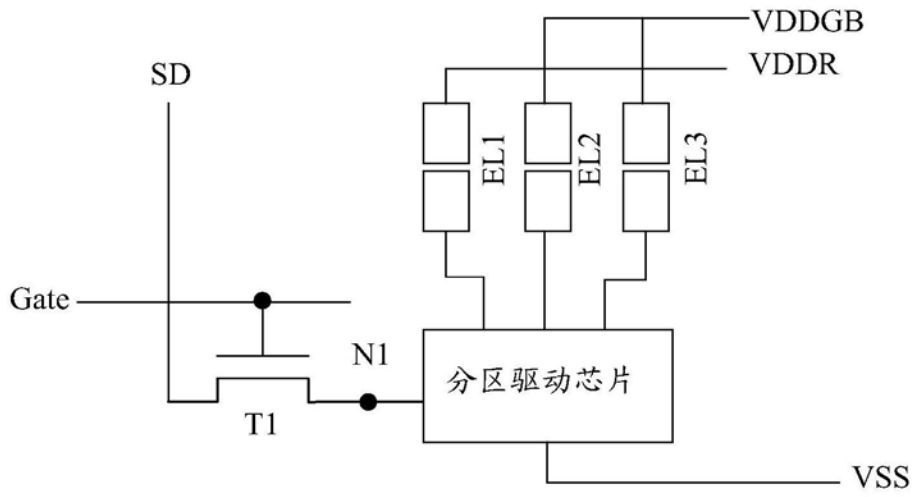 VDDGB
VDDR
SD
EL1
EL2
EL3
Gate
N1
分区驱动芯片
T1
VSS